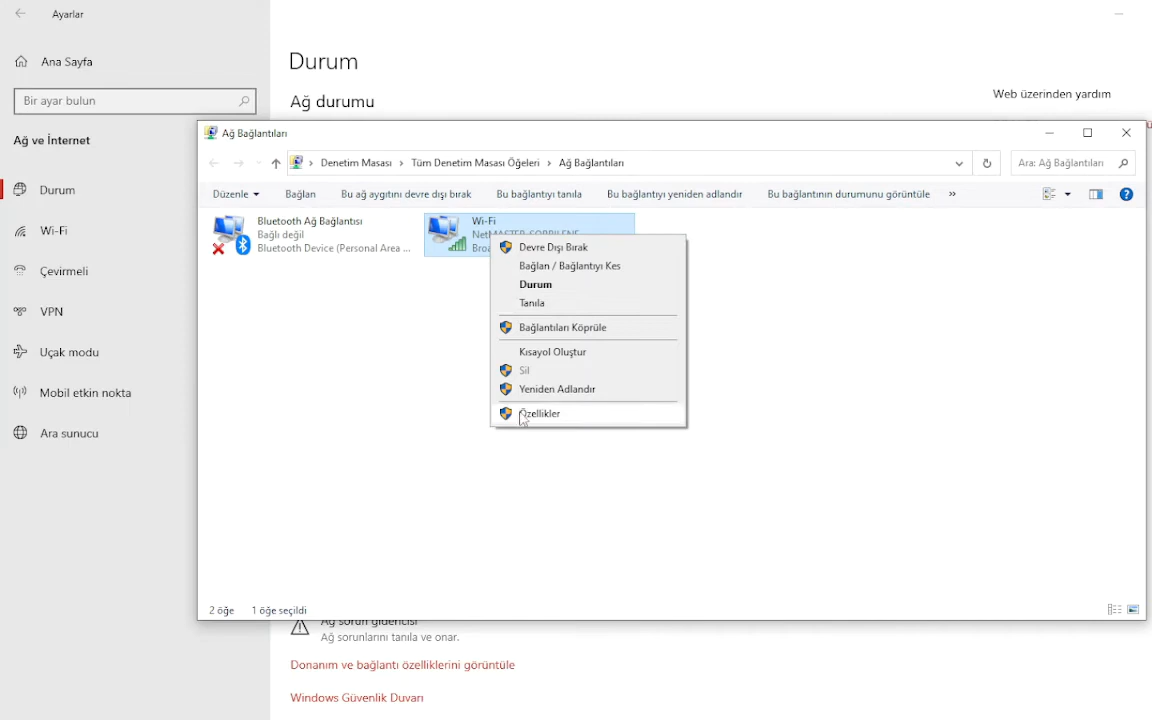 Ayarlar
Ana Sayfa
Bir ayar bulun
Ağ ve İnternet
Durum
Wi-Fi
Çevirmeli
VPN
Uçak modu
Mobil etkin nokta
Ara sunucu
Durum
Ağ durumu
Web üzerinden yardım
Ağ Bağlantıları
Denetim Masası › Tüm Denetim Masası Öğeleri › Ağ Bağlantıları
Ara: Ağ Bağlantıları
Düzenle
Bağlan
Bu ağ aygıtını devre dışı bırak
Bu bağlantıyı tanıla
Bu bağlantıyı yeniden adlandır
Bu bağlantının durumunu görüntüle
»
Bluetooth Ağ Bağlantısı
Bağlı değil
Bluetooth Device (Personal Area ...
Wi-Fi
Devre Dışı Bırak
Bağlan / Bağlantıyı Kes
Durum
Tanıla
Bağlantıları Köprüle
Kısayol Oluştur
Sil
Yeniden Adlandır
Özellikler
2 öğe
1 öğe seçildi
Ağ sorun gidericisi
Ağ sorunlarını tanıla ve onar.
Donanım ve bağlantı özelliklerini görüntüle
Windows Güvenlik Duvarı